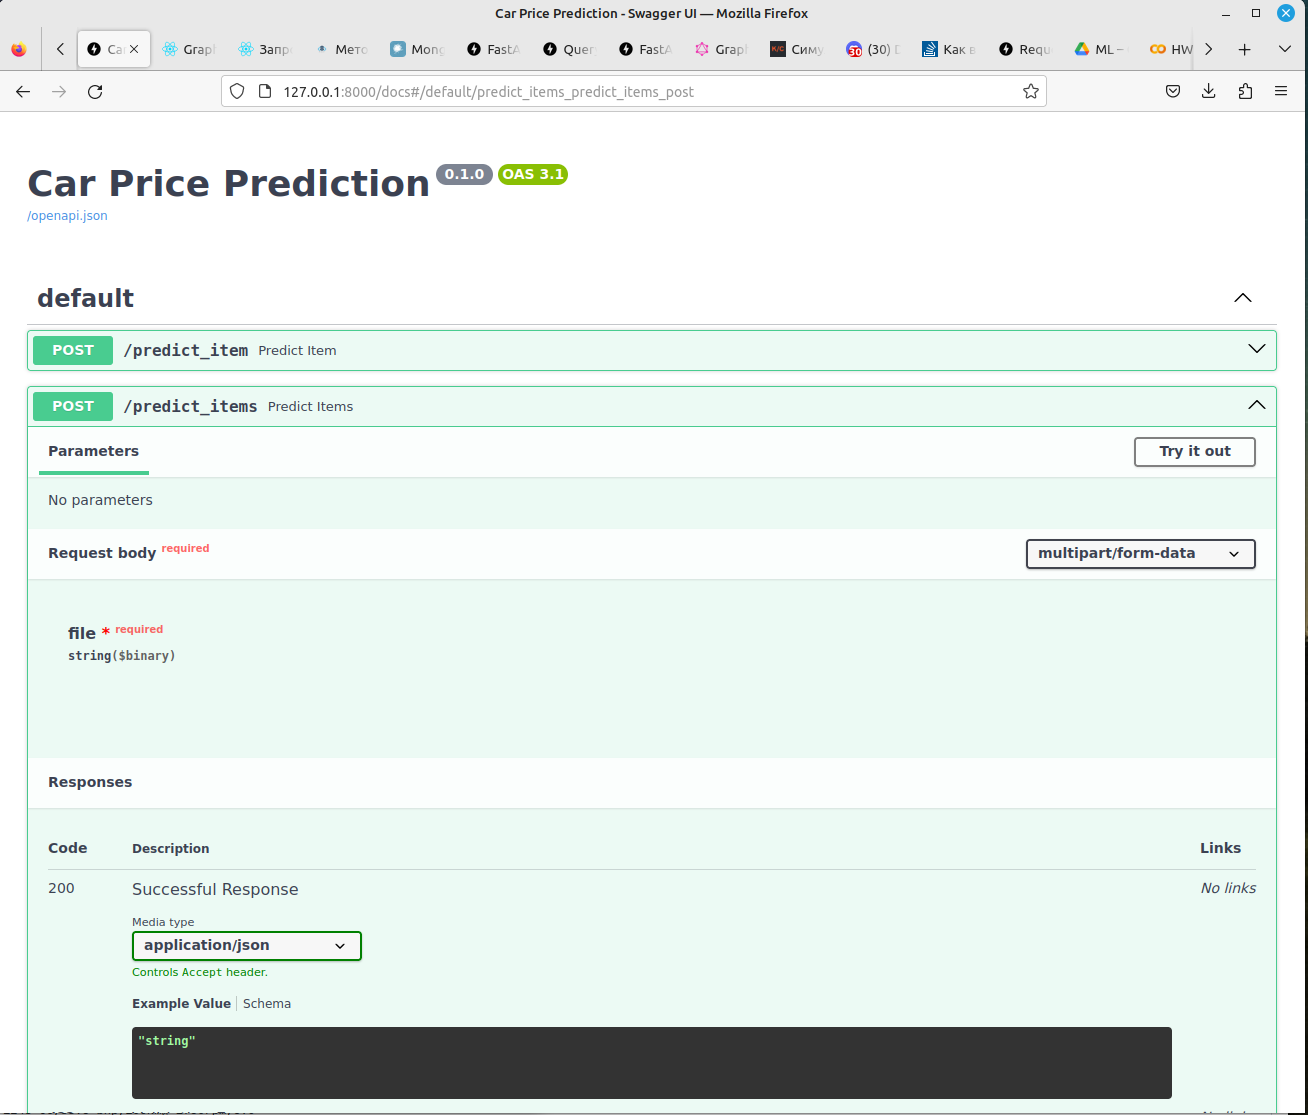 Car Price Prediction - Swagger UI — Mozilla Firefox
Ca Grap Запр Мето Mong FastA Quer FastA Grap К/С Симу 30 (30) Как в Requ ML – HW
127.0.0.1:8000/docs#/default/predict_items_predict_items_post
Car Price Prediction 0.1.0 OAS 3.1
/openapi.json
default
POST /predict_item Predict Item
POST /predict_items Predict Items
Parameters
Try it out
No parameters
Request body required
multipart/form-data
file * required
string($binary)
Responses
Code Description Links
200 Successful Response No links
Media type
application/json
Controls Accept header.
Example Value Schema
"string"